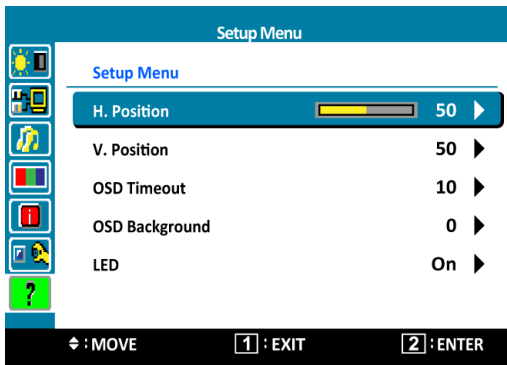 Setup Menu
Setup Menu
H. Position 50
V. Position 50
OSD Timeout 10
OSD Background 0
LED On
: MOVE 1 : EXIT 2 : ENTER